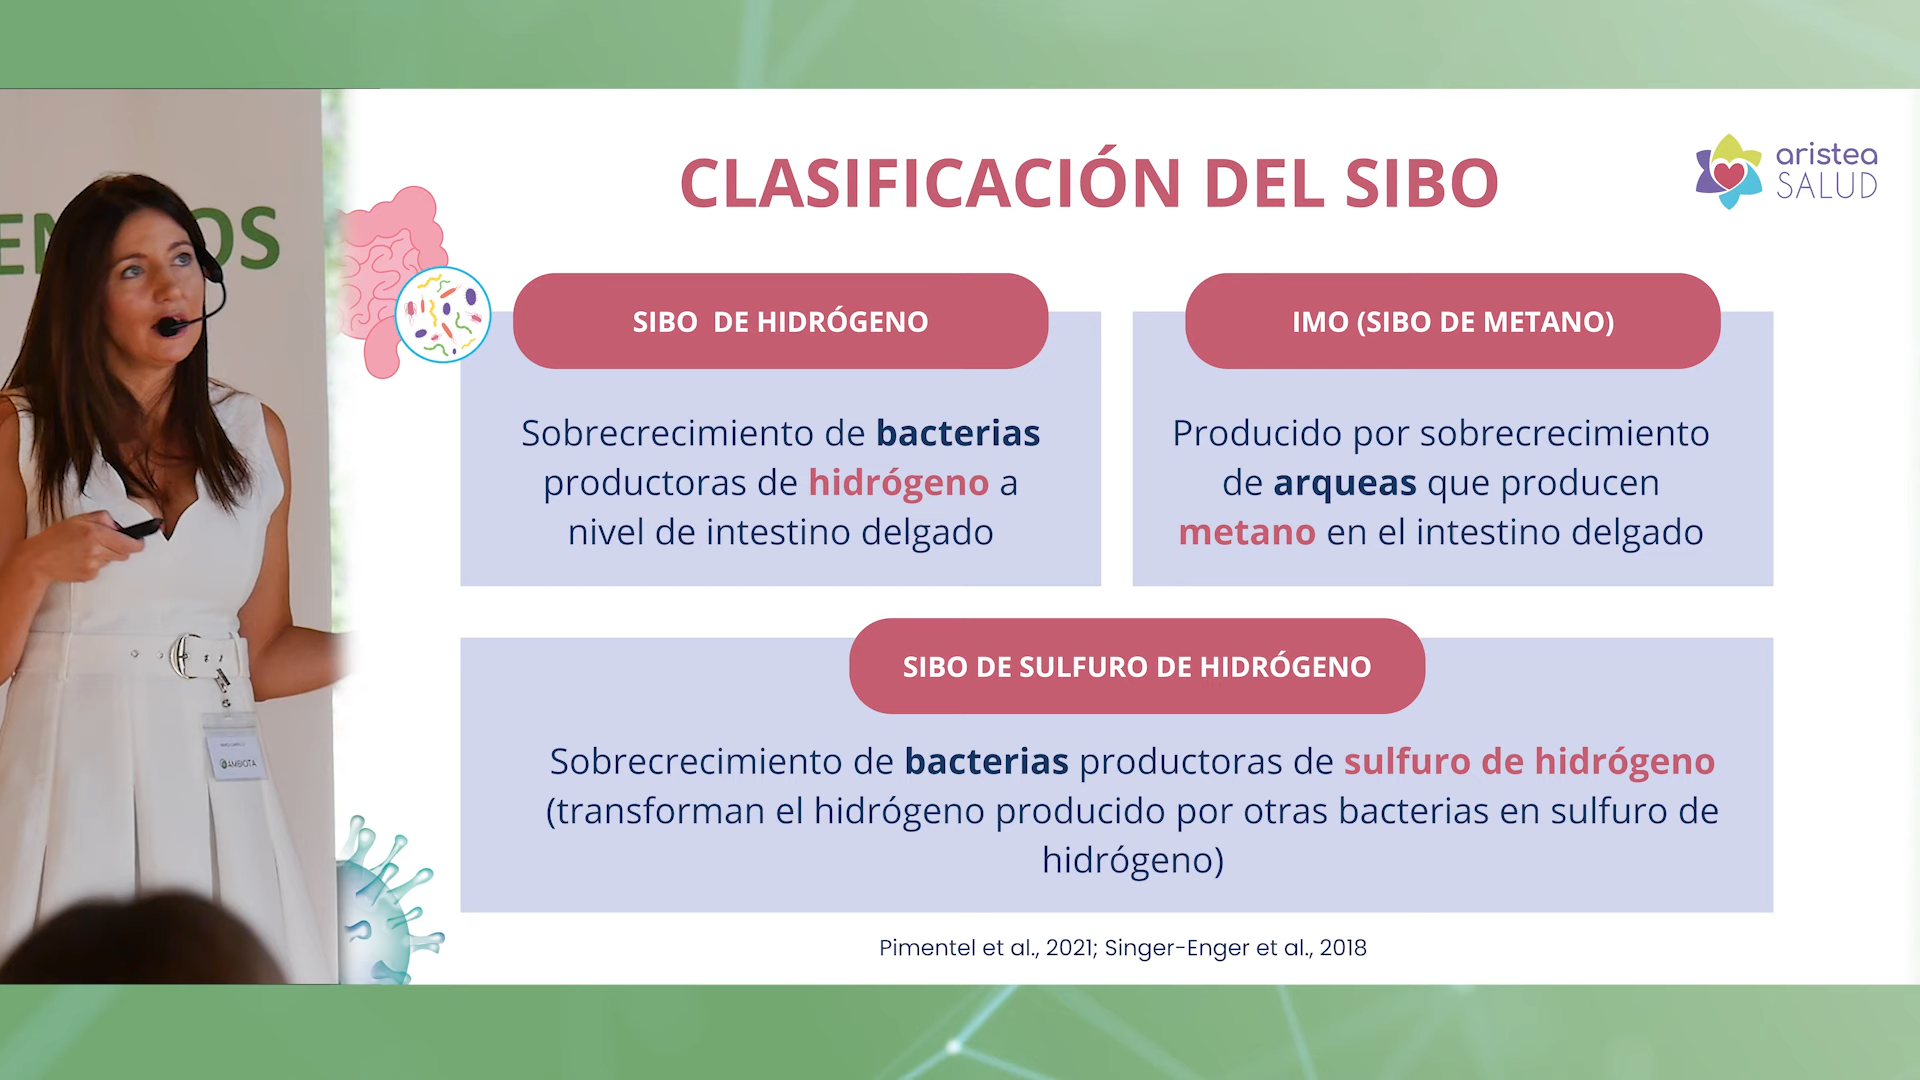 CLASIFICACIÓN DEL SIBO
aristea
SALUD
SIBO DE HIDRÓGENO
Sobrecrecimiento de bacterias
productoras de hidrógeno a
nivel de intestino delgado
IMO (SIBO DE METANO)
Producido por sobrecrecimiento
de arqueas que producen
metano en el intestino delgado
SIBO DE SULFURO DE HIDRÓGENO
Sobrecrecimiento de bacterias productoras de sulfuro de hidrógeno
(transforman el hidrógeno producido por otras bacterias en sulfuro de
hidrógeno)
Pimentel et al., 2021; Singer-Enger et al., 2018
AMBIOTA